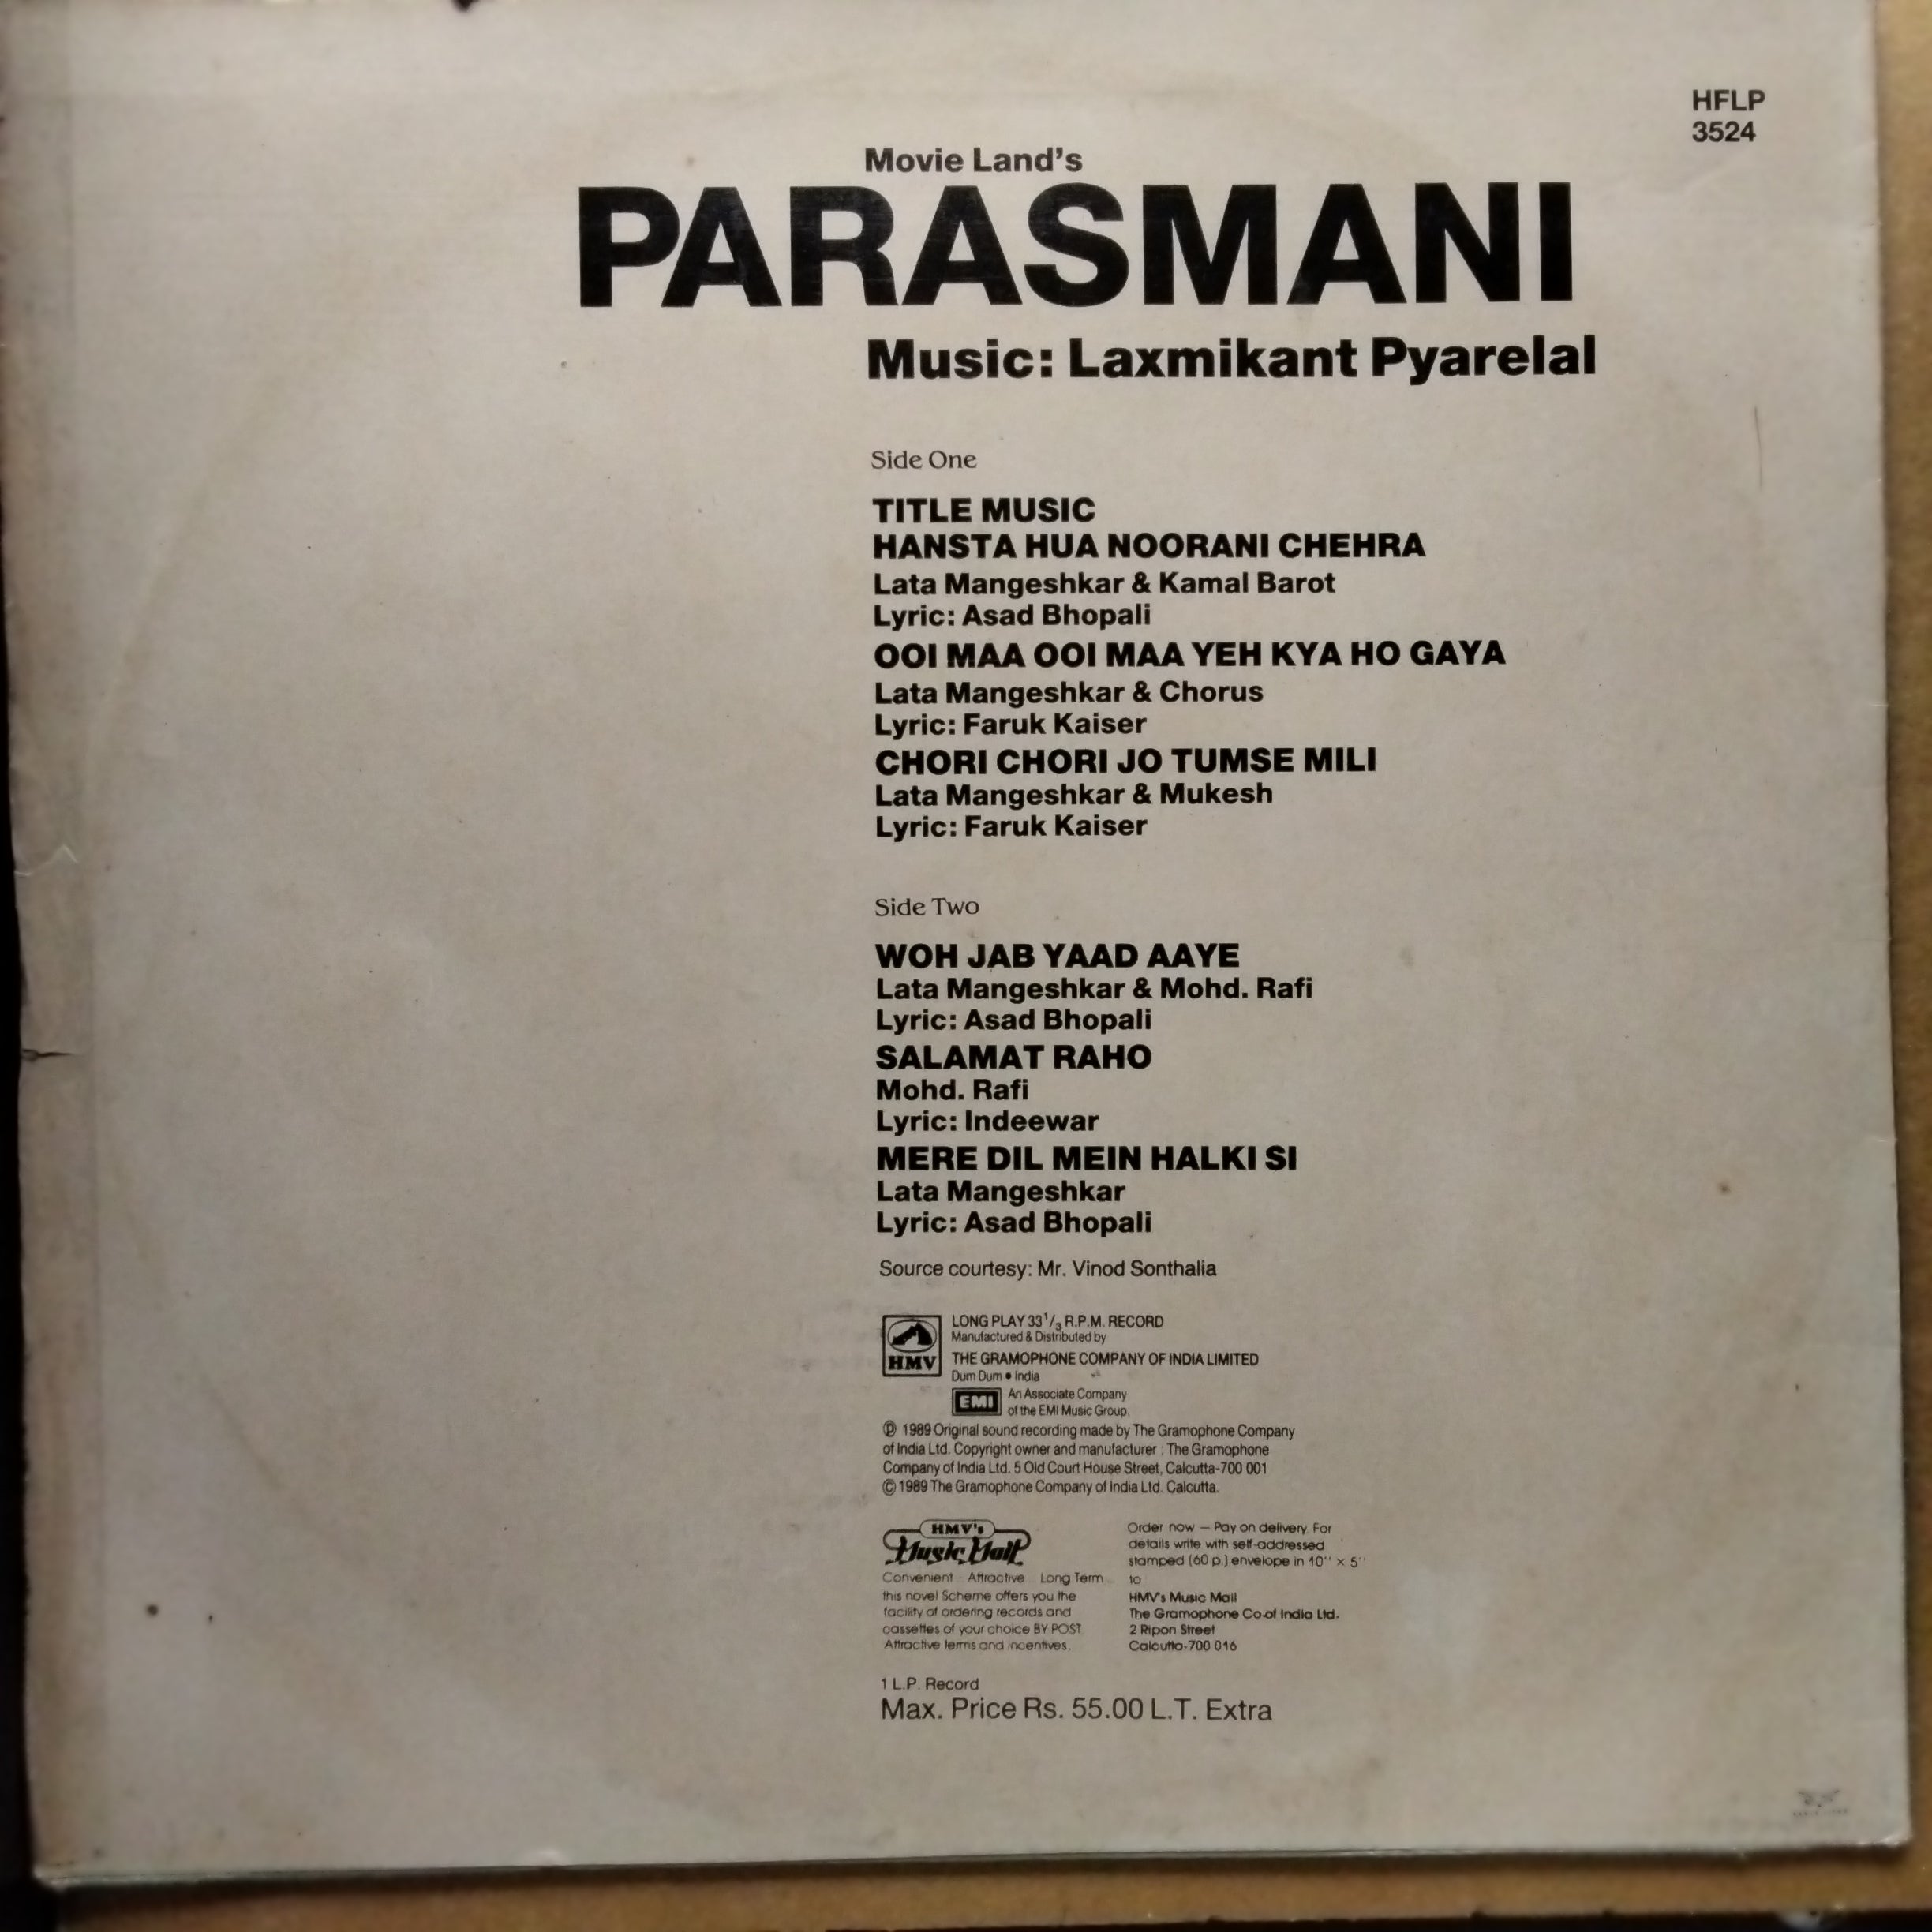 HFLP
3524
Movie Land's
PARASMANI
Music: Laxmikant Pyarelal
Side One
TITLE MUSIC
HANSTA HUA NOORANI CHEHRA
Lata Mangeshkar & Kamal Barot
Lyric: Asad Bhopali
OOI MAA OOI MAA YEH KYA HO GAYA
Lata Mangeshkar & Chorus
Lyric: Faruk Kaiser
CHORI CHORI JO TUMSE MILI
Lata Mangeshkar & Mukesh
Lyric: Faruk Kaiser
Side Two
WOH JAB YAAD AAYE
Lata Mangeshkar & Mohd. Rafi
Lyric: Asad Bhopali
SALAMAT RAHO
Mohd. Rafi
Lyric: Indeewar
MERE DIL MEIN HALKI SI
Lata Mangeshkar
Lyric: Asad Bhopali
Source courtesy: Mr. Vinod Sonthalia
HMV
LONG PLAY 33 1/3 R.P.M. RECORD
Manufactured & Distributed by
THE GRAMOPHONE COMPANY OF INDIA LIMITED
Dum Dum • India
EMI
An Associate Company
of the EMI Music Group.
℗ 1989 Original sound recording made by The Gramophone Company
of India Ltd. Copyright owner and manufacturer : The Gramophone
Company of India Ltd. 5 Old Court House Street, Calcutta-700 001
© 1989 The Gramophone Company of India Ltd. Calcutta.
HMV's
Music Mail
Convenient Attractive Long Term
this novel Scheme offers you the
facility of ordering records and
cassettes of your choice BY POST
Attractive terms and incentives.
Order now — Pay on delivery. For
details write with self-addressed
stamped (60 p.) envelope in 10'' × 5''
to
HMV's Music Mail
The Gramophone Co.of India Ltd.
2 Ripon Street
Calcutta-700 016
1 L.P. Record
Max. Price Rs. 55.00 L.T. Extra